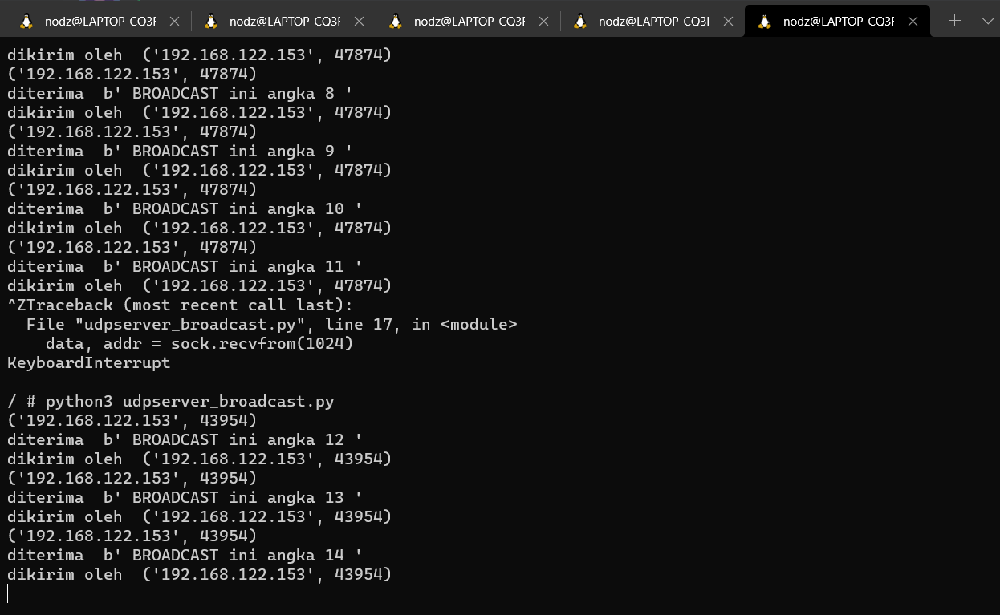 nodz@LAPTOP-CQ3F nodz@LAPTOP-CQ3F nodz@LAPTOP-CQ3F nodz@LAPTOP-CQ3F nodz@LAPTOP-CQ3F
dikirim oleh  ('192.168.122.153', 47874)
('192.168.122.153', 47874)
diterima  b' BROADCAST ini angka 8 '
dikirim oleh  ('192.168.122.153', 47874)
('192.168.122.153', 47874)
diterima  b' BROADCAST ini angka 9 '
dikirim oleh  ('192.168.122.153', 47874)
('192.168.122.153', 47874)
diterima  b' BROADCAST ini angka 10 '
dikirim oleh  ('192.168.122.153', 47874)
('192.168.122.153', 47874)
diterima  b' BROADCAST ini angka 11 '
dikirim oleh  ('192.168.122.153', 47874)
^ZTraceback (most recent call last):
  File "udpserver_broadcast.py", line 17, in <module>
    data, addr = sock.recvfrom(1024)
KeyboardInterrupt
/ # python3 udpserver_broadcast.py
('192.168.122.153', 43954)
diterima  b' BROADCAST ini angka 12 '
dikirim oleh  ('192.168.122.153', 43954)
('192.168.122.153', 43954)
diterima  b' BROADCAST ini angka 13 '
dikirim oleh  ('192.168.122.153', 43954)
('192.168.122.153', 43954)
diterima  b' BROADCAST ini angka 14 '
dikirim oleh  ('192.168.122.153', 43954)